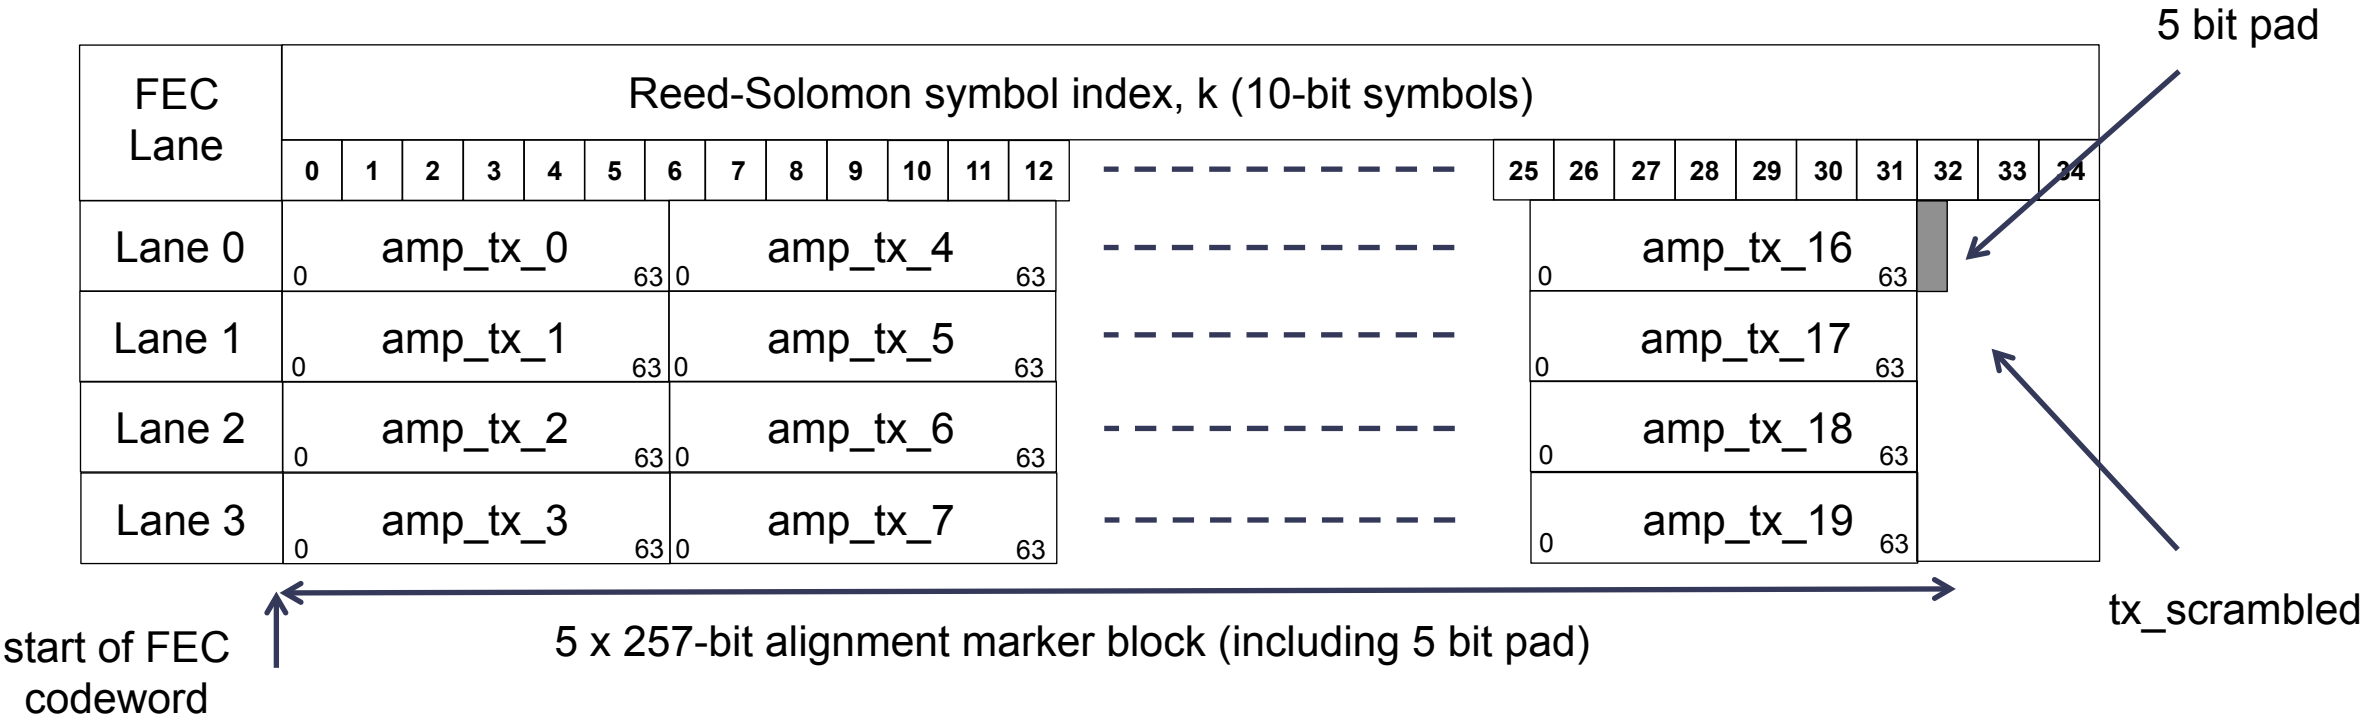 5 bit pad
FEC
Lane
Reed-Solomon symbol index, k (10-bit symbols)
0 1 2 3 4 5 6 7 8 9 10 11 12 25 26 27 28 29 30 31 32 33 34
Lane 0 amp_tx_0 amp_tx_4 amp_tx_16
0 63 0 63 0 63
Lane 1 amp_tx_1 amp_tx_5 amp_tx_17
0 63 0 63 0 63
Lane 2 amp_tx_2 amp_tx_6 amp_tx_18
0 63 0 63 0 63
Lane 3 amp_tx_3 amp_tx_7 amp_tx_19
0 63 0 63 0 63
tx_scrambled
5 x 257-bit alignment marker block (including 5 bit pad)
start of FEC
codeword